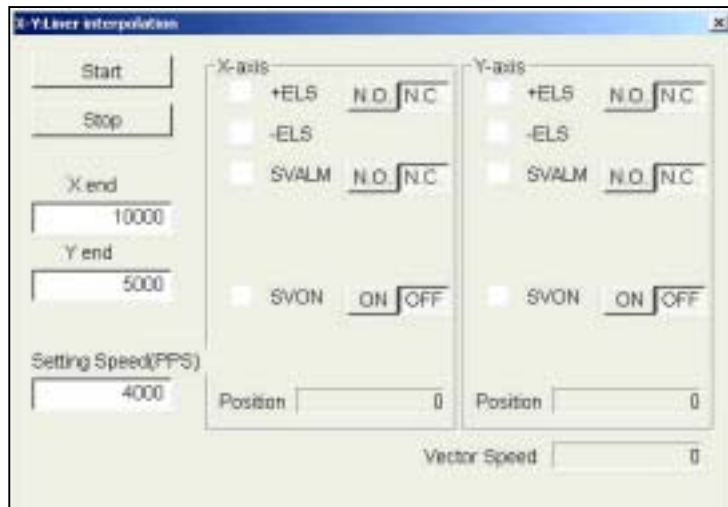 X-Y:Liner interpolation
Start
Stop
X end
10000
Y end
5000
Setting Speed(PPS)
4000
X-axis
+ELS N.O. N.C
-ELS
SVALM N.O. N.C
SVON ON OFF
Position 0
Y-axis
+ELS N.O. N.C
-ELS
SVALM N.O. N.C
SVON ON OFF
Position 0
Vector Speed 0